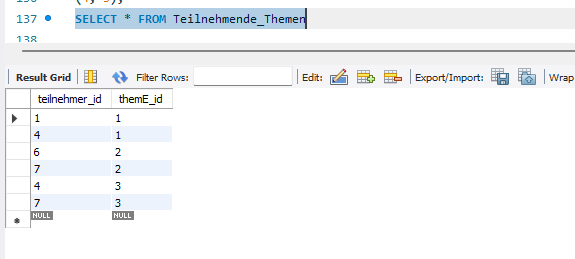 137 SELECT * FROM Teilnehmende_Themen
138
Result Grid Filter Rows: Edit: Export/Import: Wrap
teilnehmer_id themE_id
1 1
4 1
6 2
7 2
4 3
7 3
NULL NULL